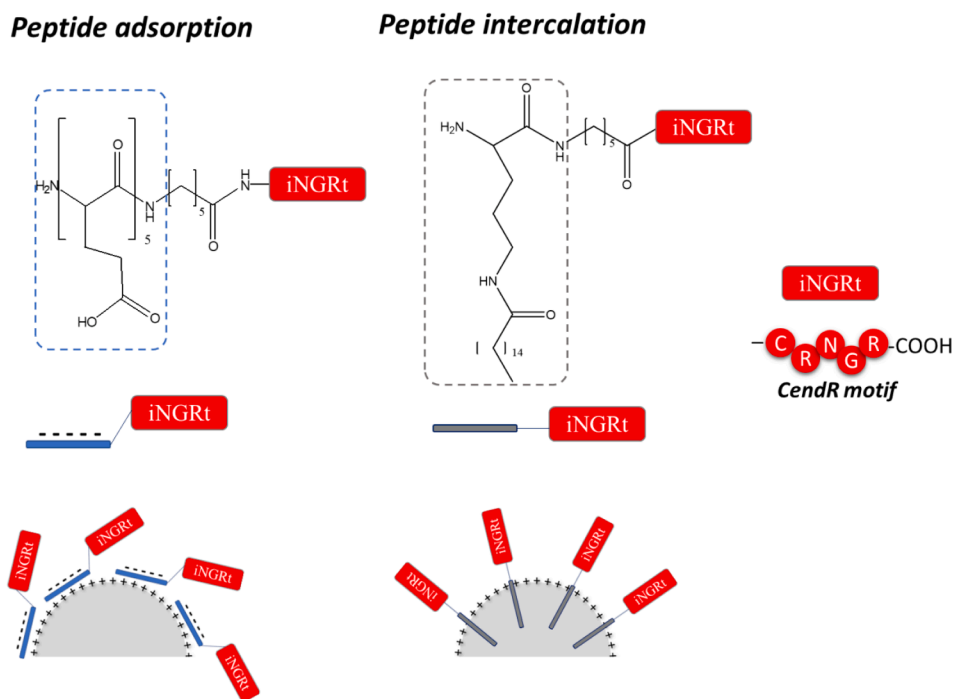 Peptide adsorption
Peptide intercalation
O
H2N
N
H
5
5
O
H
N
iNGRt
HO
O
O
H2N
N
H
5
O
iNGRt
HN
O
14
iNGRt
C R N G R -COOH
CendR motif
- - - - -
iNGRt
iNGRt
iNGRt
iNGRt
iNGRt
iNGRt
iNGRt
iNGRt
iNGRt
iNGRt